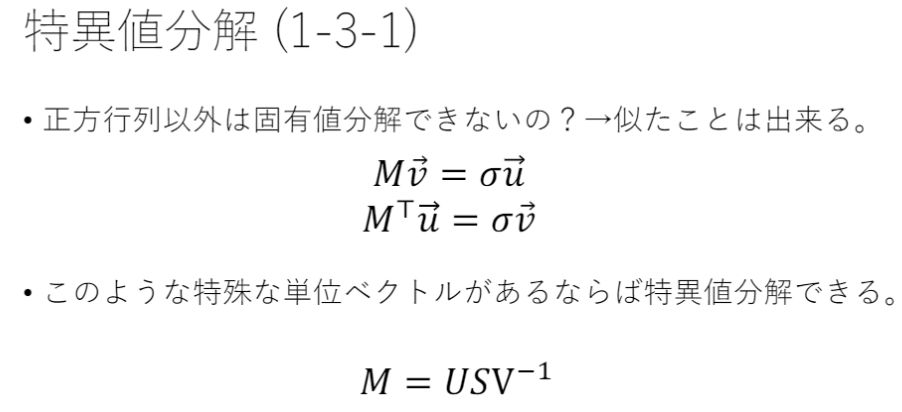 特異値分解 (1-3-1)
• 正方行列以外は固有値分解できないの？→似たことは出来る。
$M\vec{v} = \sigma\vec{u}$
$M^\top\vec{u} = \sigma\vec{v}$
• このような特殊な単位ベクトルがあるならば特異値分解できる。
$M = US\mathrm{V}^{-1}$